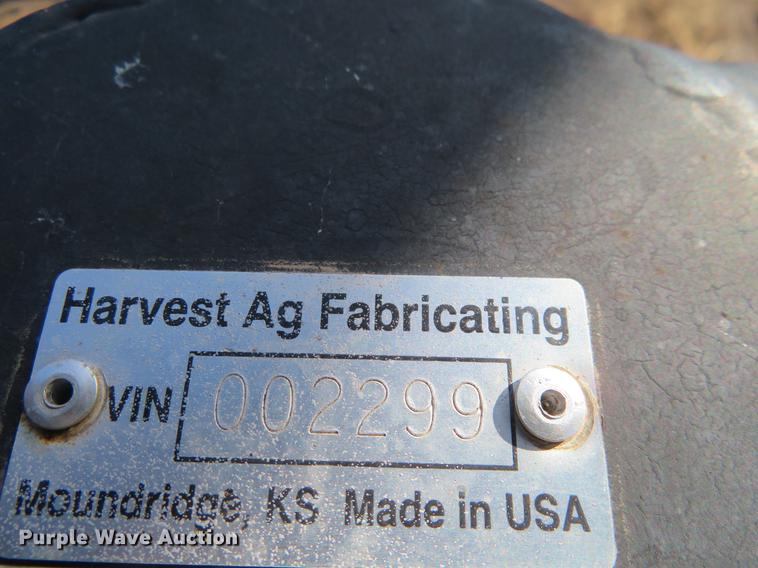 Harvest Ag Fabricating
VIN 002299
Moundridge, KS Made in USA
Purple Wave Auction